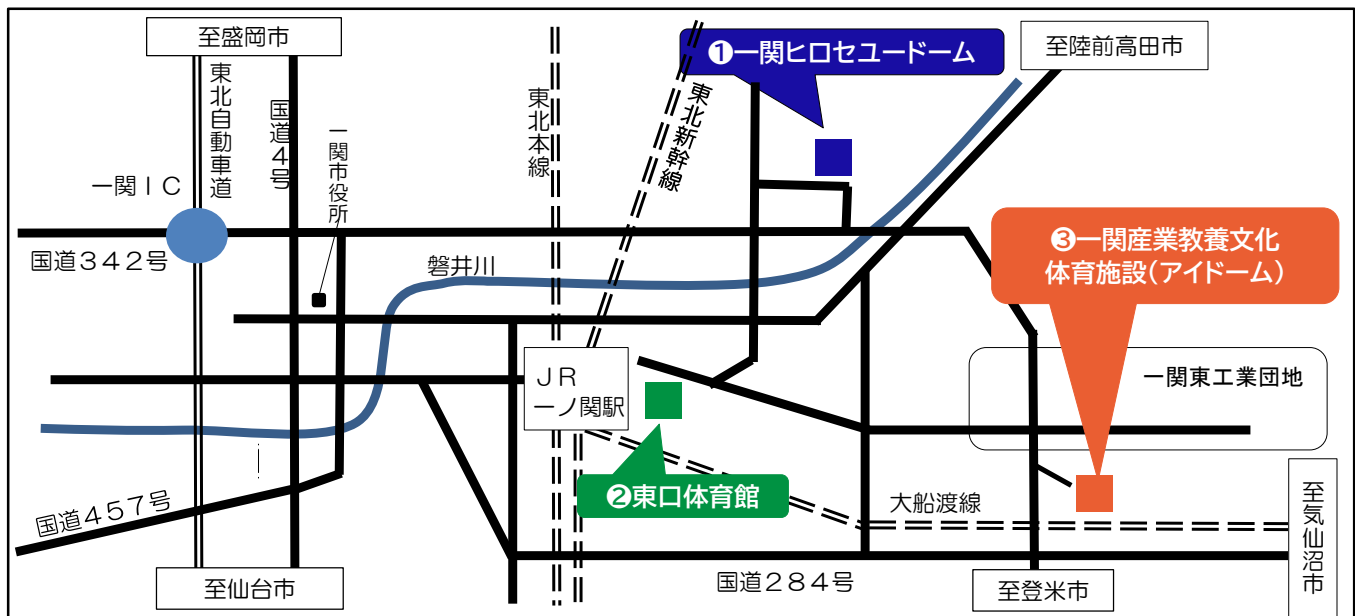 至盛岡市
❶一関ヒロセユードーム
至陸前高田市
東北自動車道
国道4号
一関市役所
東北本線
東北新幹線
一関IC
国道342号
磐井川
❸一関産業教養文化
体育施設(アイドーム)
JR
一ノ関駅
一関東工業団地
❷東口体育館
大船渡線
至気仙沼市
国道457号
至仙台市
国道284号
至登米市